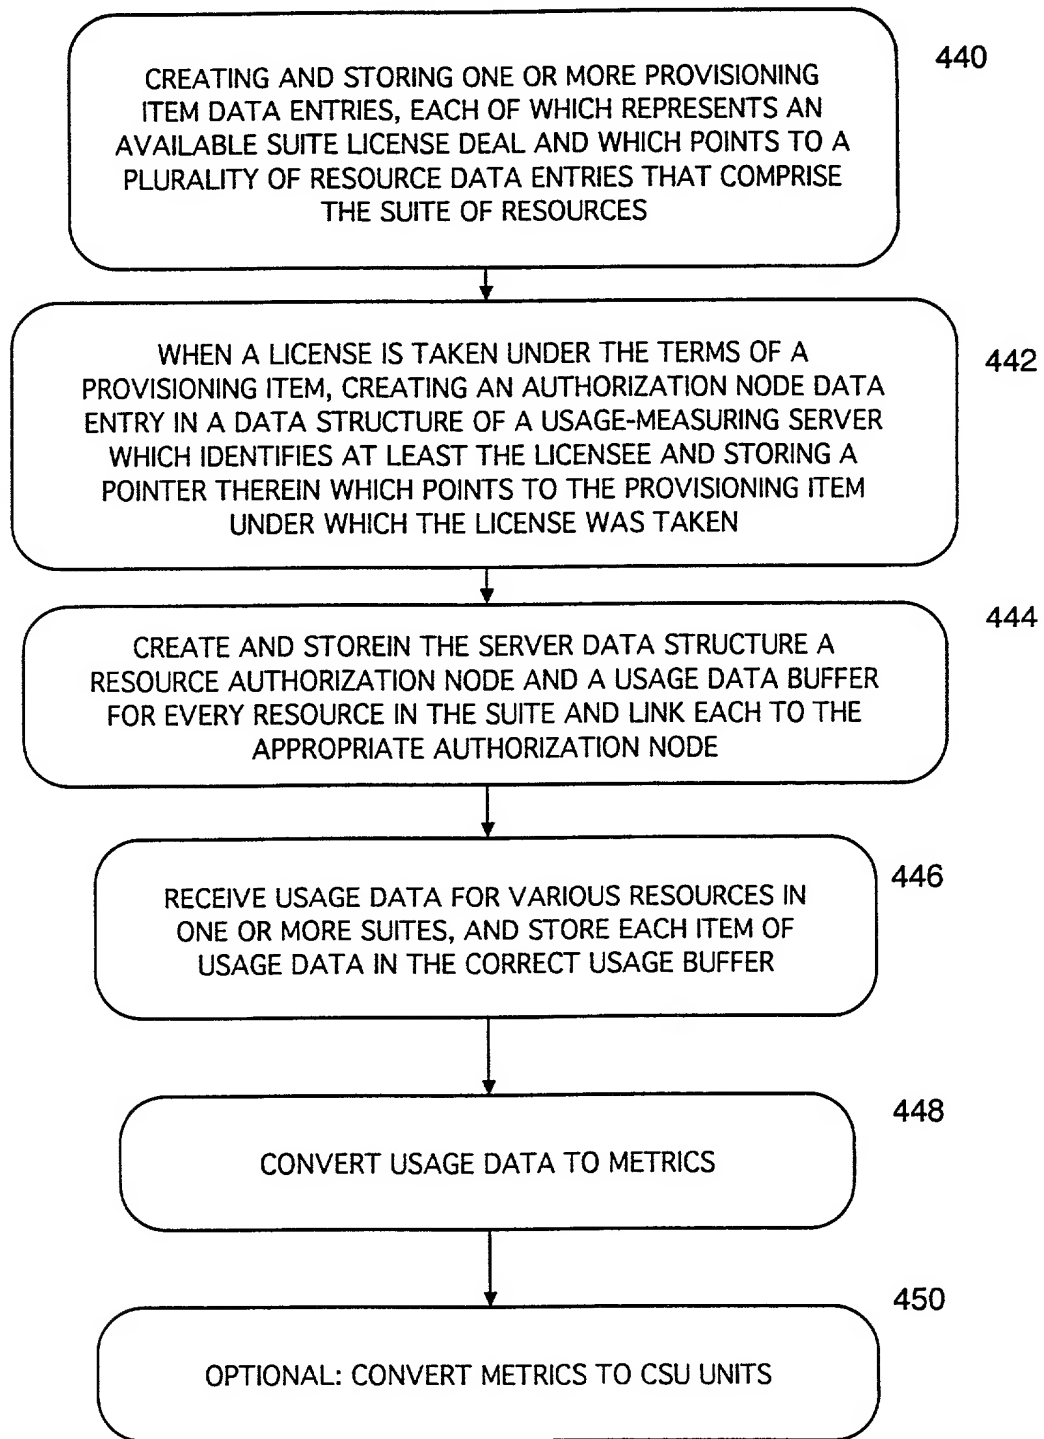 CREATING AND STORING ONE OR MORE PROVISIONING
ITEM DATA ENTRIES, EACH OF WHICH REPRESENTS AN
AVAILABLE SUITE LICENSE DEAL AND WHICH POINTS TO A
PLURALITY OF RESOURCE DATA ENTRIES THAT COMPRISE
THE SUITE OF RESOURCES
440
WHEN A LICENSE IS TAKEN UNDER THE TERMS OF A
PROVISIONING ITEM, CREATING AN AUTHORIZATION NODE DATA
ENTRY IN A DATA STRUCTURE OF A USAGE-MEASURING SERVER
WHICH IDENTIFIES AT LEAST THE LICENSEE AND STORING A
POINTER THEREIN WHICH POINTS TO THE PROVISIONING ITEM
UNDER WHICH THE LICENSE WAS TAKEN
442
CREATE AND STOREIN THE SERVER DATA STRUCTURE A
RESOURCE AUTHORIZATION NODE AND A USAGE DATA BUFFER
FOR EVERY RESOURCE IN THE SUITE AND LINK EACH TO THE
APPROPRIATE AUTHORIZATION NODE
444
RECEIVE USAGE DATA FOR VARIOUS RESOURCES IN
ONE OR MORE SUITES, AND STORE EACH ITEM OF
USAGE DATA IN THE CORRECT USAGE BUFFER
446
CONVERT USAGE DATA TO METRICS
448
OPTIONAL: CONVERT METRICS TO CSU UNITS
450